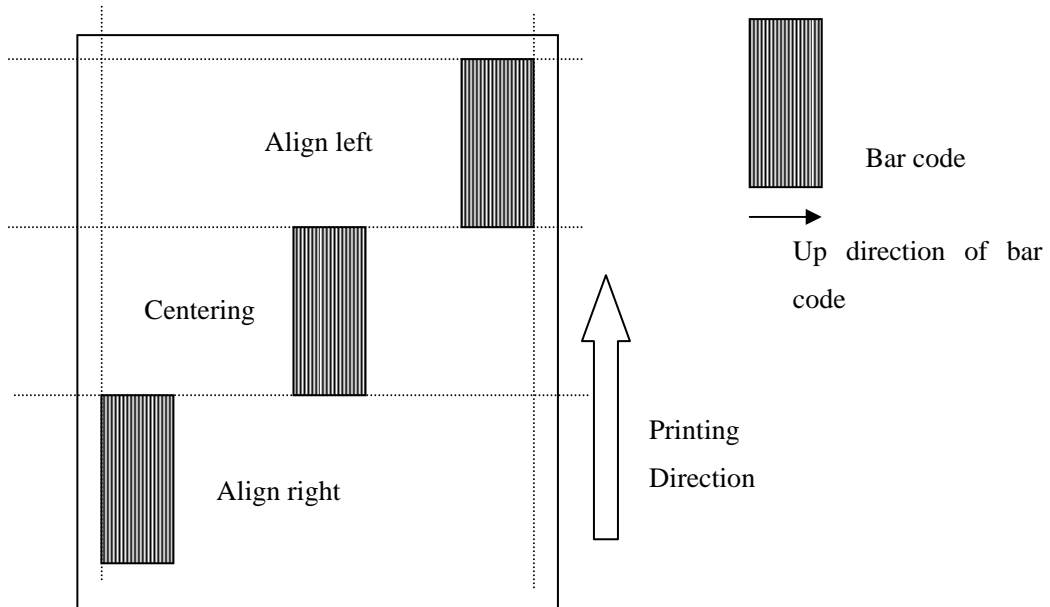 Align left
Bar code
Up direction of bar
code
Centering
Printing
Direction
Align right